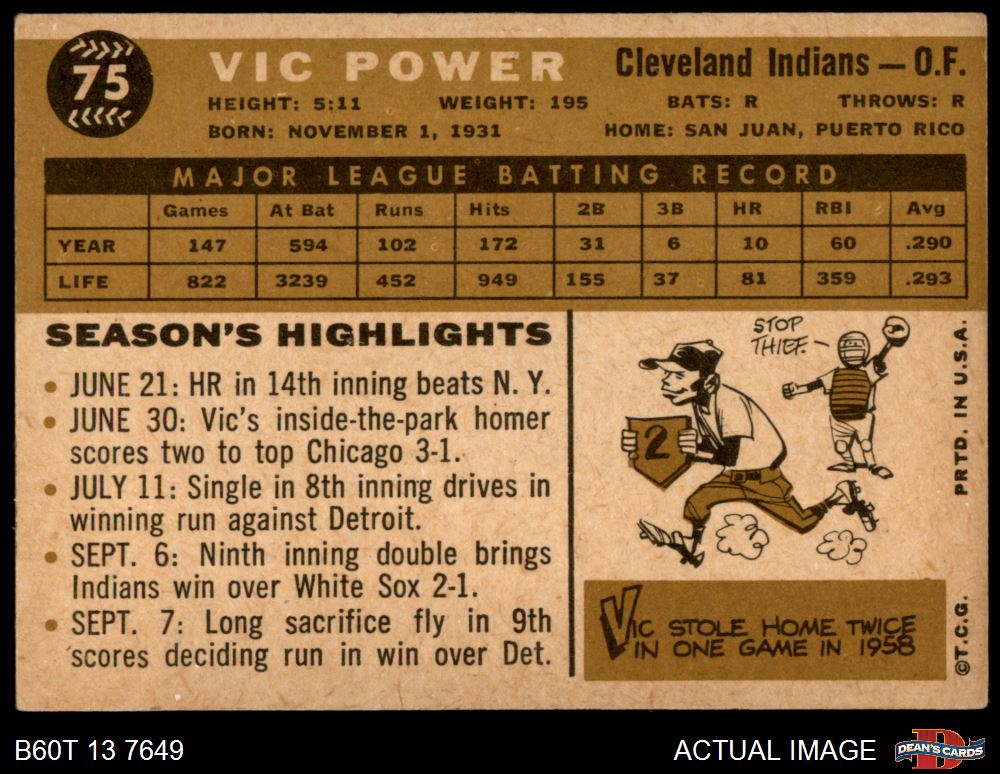 75
VIC POWER
Cleveland Indians — O.F.
HEIGHT: 5:11 WEIGHT: 195 BATS: R THROWS: R
BORN: NOVEMBER 1, 1931 HOME: SAN JUAN, PUERTO RICO
MAJOR LEAGUE BATTING RECORD
Games At Bat Runs Hits 2B 3B HR RBI Avg
YEAR 147 594 102 172 31 6 10 60 .290
LIFE 822 3239 452 949 155 37 81 359 .293
SEASON'S HIGHLIGHTS
• JUNE 21: HR in 14th inning beats N. Y.
• JUNE 30: Vic's inside-the-park homer
scores two to top Chicago 3-1.
• JULY 11: Single in 8th inning drives in
winning run against Detroit.
• SEPT. 6: Ninth inning double brings
Indians win over White Sox 2-1.
• SEPT. 7: Long sacrifice fly in 9th
scores deciding run in win over Det.
STOP
THIEF.
2
VIC STOLE HOME TWICE
IN ONE GAME IN 1958
©T.C.G. PRTD. IN U.S.A.
B60T 13 7649
ACTUAL IMAGE
D
DEAN'S CARDS